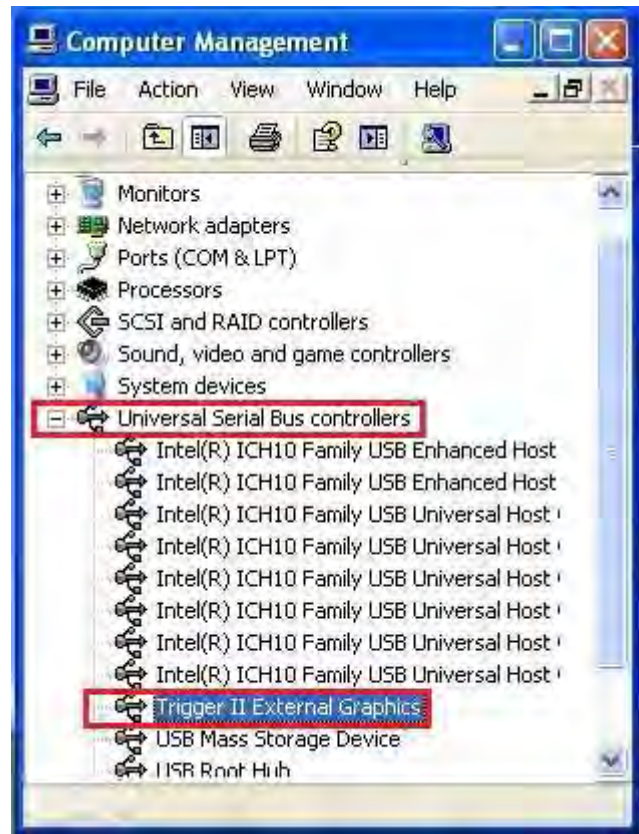 Computer Management
File Action View Window Help
Monitors
Network adapters
Ports (COM & LPT)
Processors
SCSI and RAID controllers
Sound, video and game controllers
System devices
Universal Serial Bus controllers
Intel(R) ICH10 Family USB Enhanced Host
Intel(R) ICH10 Family USB Enhanced Host
Intel(R) ICH10 Family USB Universal Host
Intel(R) ICH10 Family USB Universal Host
Intel(R) ICH10 Family USB Universal Host
Intel(R) ICH10 Family USB Universal Host
Intel(R) ICH10 Family USB Universal Host
Intel(R) ICH10 Family USB Universal Host
Trigger II External Graphics
USB Mass Storage Device
USB Root Hub